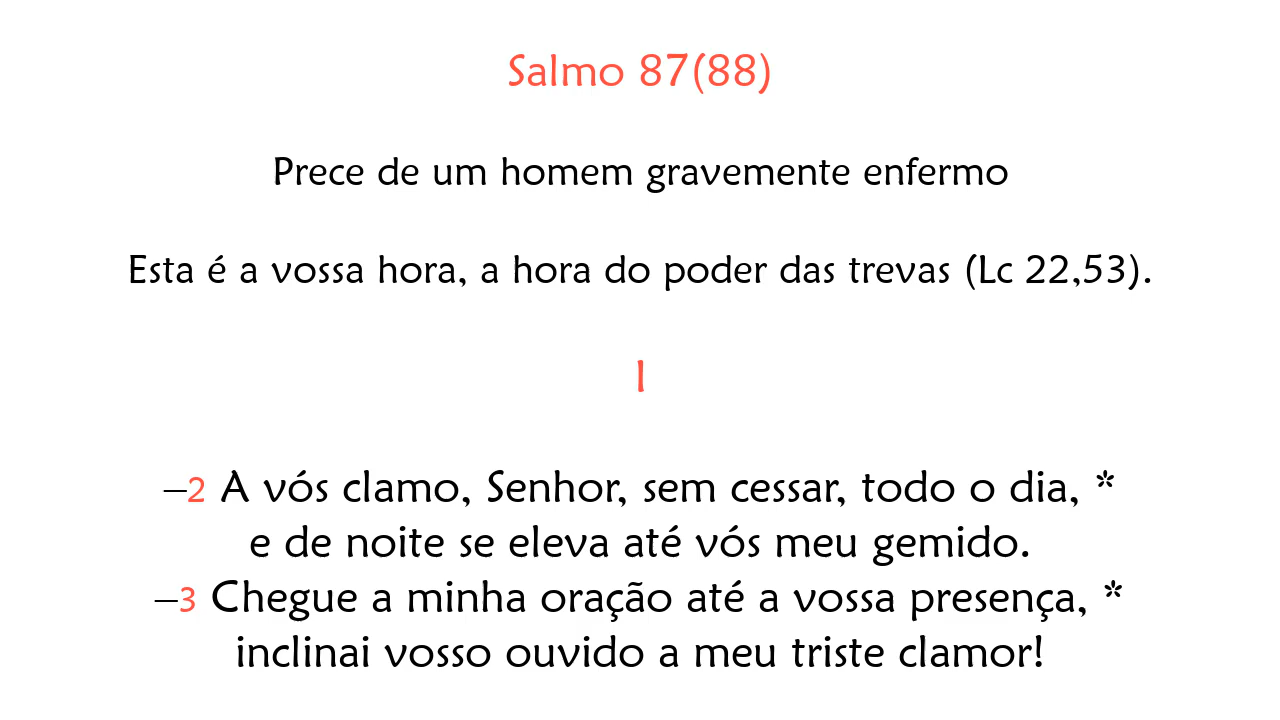 Salmo 87(88)
Prece de um homem gravemente enfermo
Esta é a vossa hora, a hora do poder das trevas (Lc 22,53).
I
–2 A vós clamo, Senhor, sem cessar, todo o dia, *
e de noite se eleva até vós meu gemido.
–3 Chegue a minha oração até a vossa presença, *
inclinai vosso ouvido a meu triste clamor!